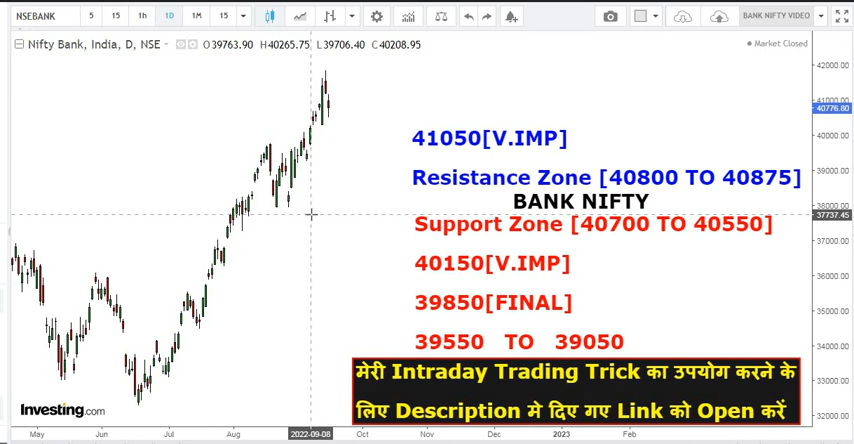 NSEBANK 5 15 1h 1D 1M 15 BANK NIFTY VIDEO
Nifty Bank, India, D, NSE O39763.90 H40265.75 L39706.40 C40208.95 Market Closed
42000.00
41000.00
40776.80
41050[V.IMP]
40000.00
Resistance Zone [40800 TO 40875]
39000.00
BANK NIFTY
38000.00
37737.45
Support Zone [40700 TO 40550]
37000.00
40150[V.IMP]
36000.00
39850[FINAL]
35000.00
39550 TO 39050
34000.00
मेरी Intraday Trading Trick का उपयोग करने के
33000.00
लिए Description मे दिए गए Link को Open करें
Investing.com
32000.00
May Jun Jul Aug 2022-09-08 Oct Nov Dec 2023 Feb